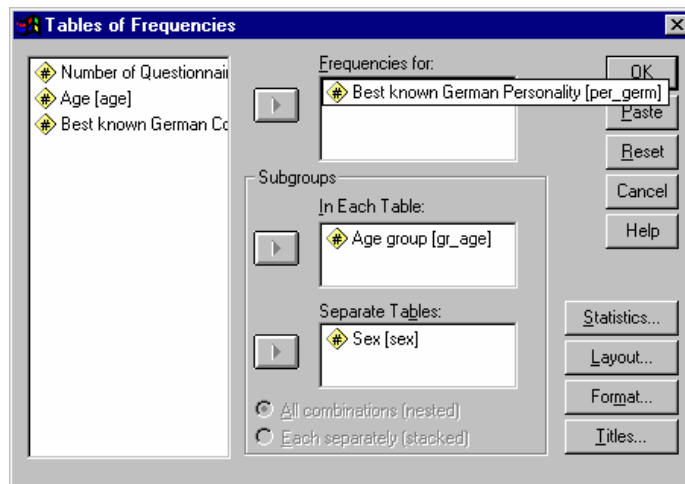 Tables of Frequencies
Number of Questionnai
Age [age]
Best known German Co
Frequencies for:
Best known German Personality [per_germ]
Subgroups
In Each Table:
Age group [gr_age]
Separate Tables:
Sex [sex]
All combinations (nested)
Each separately (stacked)
OK
Paste
Reset
Cancel
Help
Statistics...
Layout...
Format...
Titles...